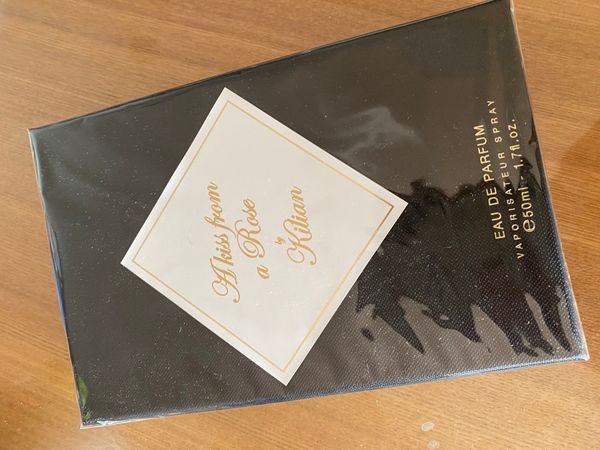 A kiss from
a Rose
by
Kilian
EAU DE PARFUM
VAPORISATEUR SPRAY
℮50ml 1.7fl.oz.